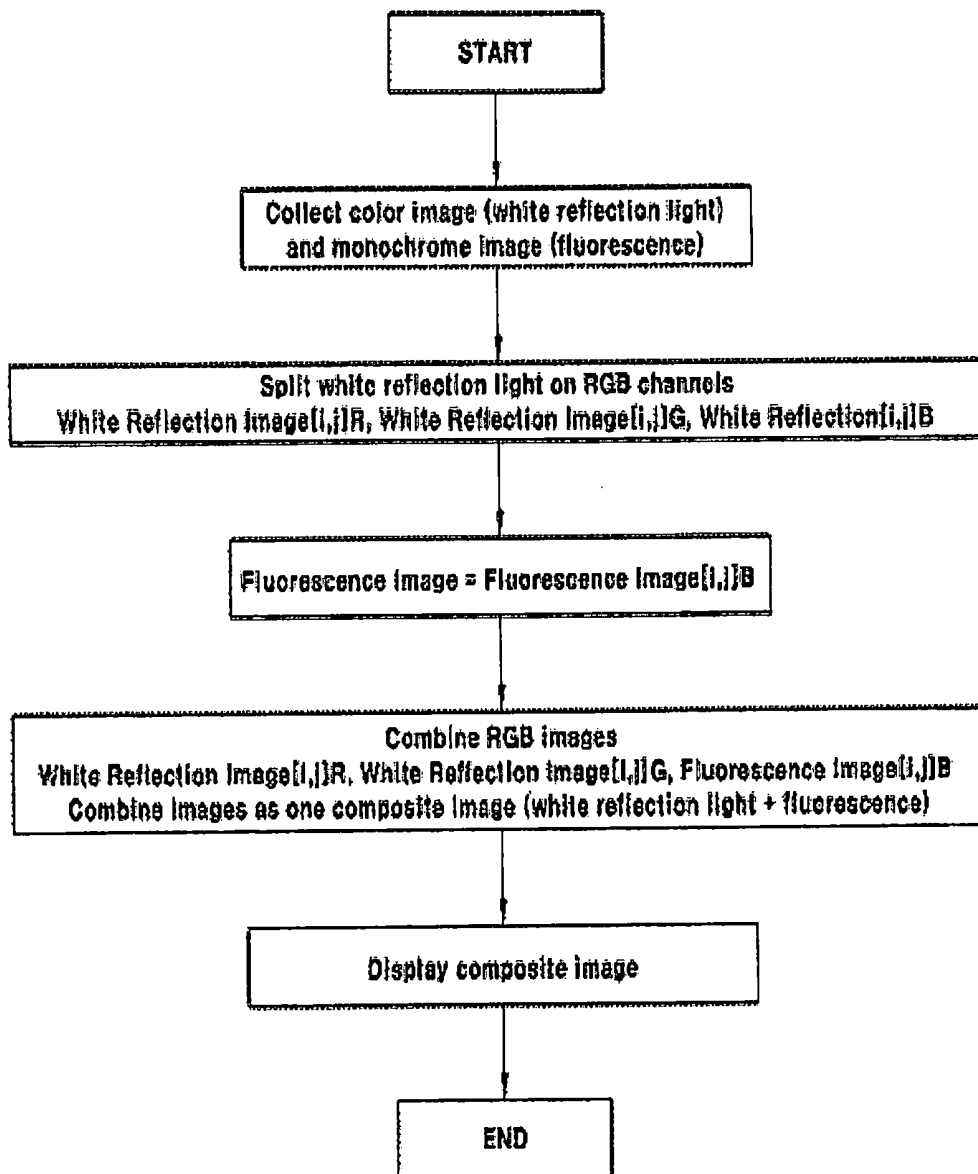 START
Collect color image (white reflection light)
and monochrome image (fluorescence)
Split white reflection light on RGB channels
White Reflection Image[i,j]R, White Reflection Image[i,j]G, White Reflection[i,j]B
Fluorescence Image = Fluorescence Image[i,j]B
Combine RGB images
White Reflection Image[i,j]R, White Reflection Image[i,j]G, Fluorescence Image[i,j]B
Combine images as one composite image (white reflection light + fluorescence)
Display composite image
END